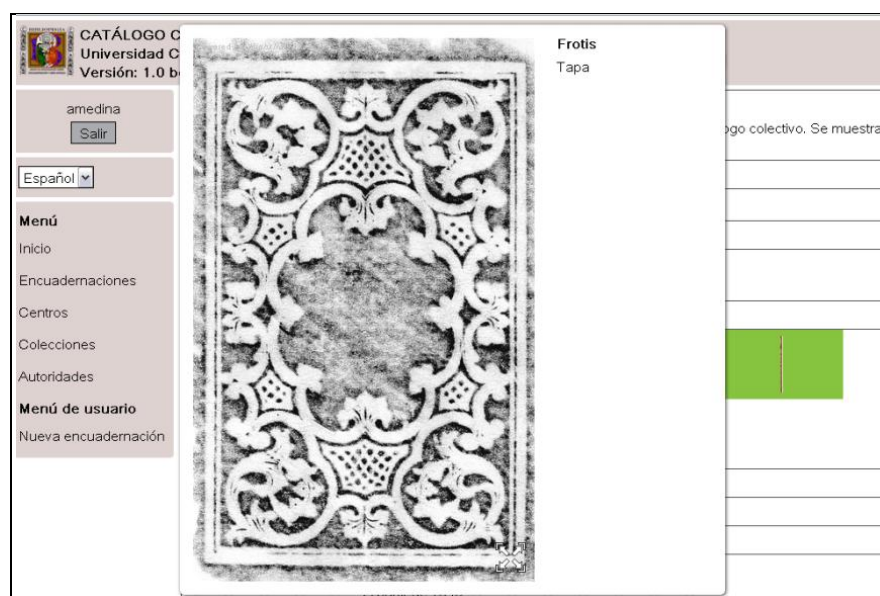 CATÁLOGO C
Universidad C
Versión: 1.0 b
amedina
Salir
Español
Menú
Inicio
Encuadernaciones
Centros
Colecciones
Autoridades
Menú de usuario
Nueva encuadernación
Frotis
Tapa
ogo colectivo. Se muestra